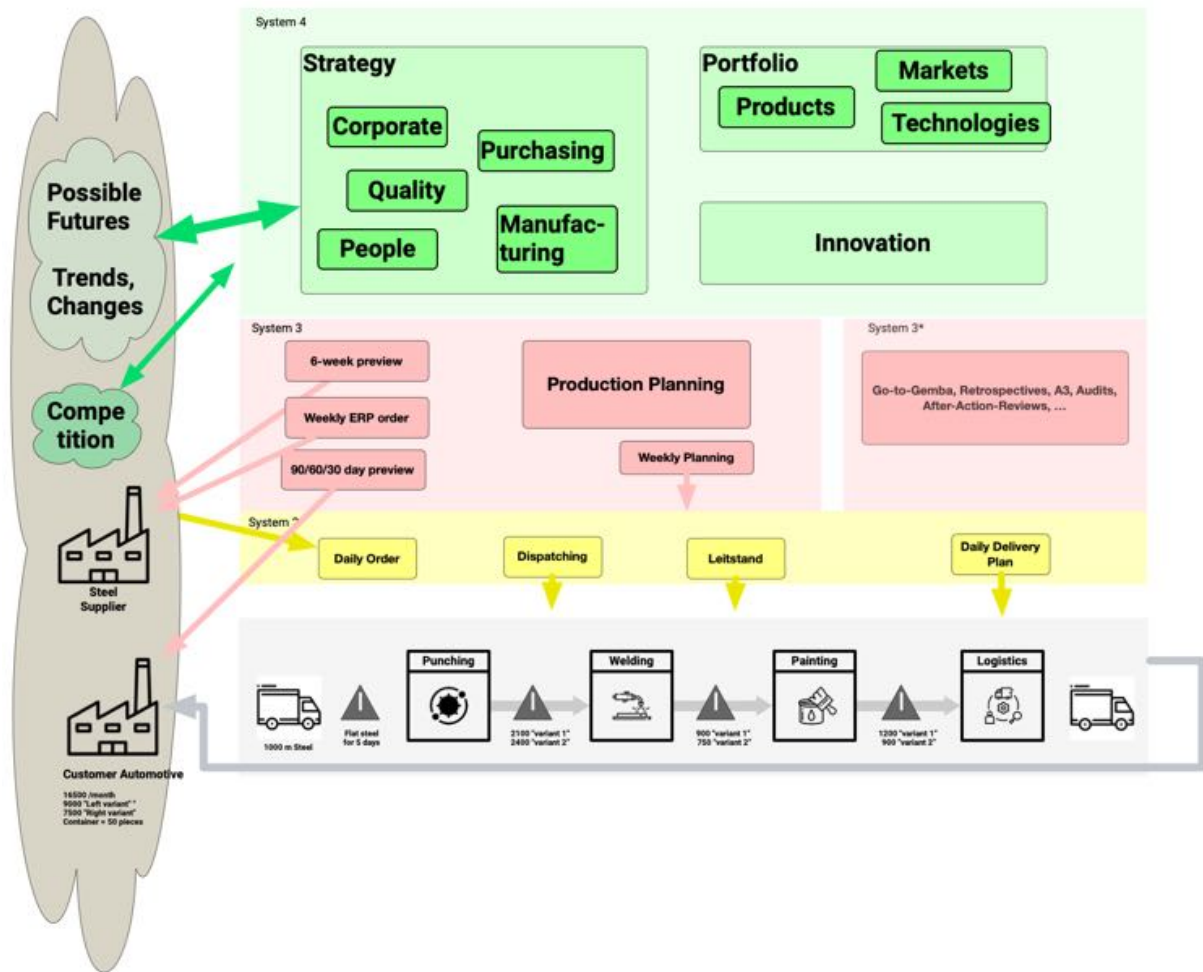 System 4
Strategy
Corporate
Purchasing
Quality
Manufac-
turing
People
Portfolio
Markets
Products
Technologies
Innovation
Possible
Futures
Trends,
Changes
Compe
tition
System 3
6-week preview
Weekly ERP order
90/60/30 day preview
Production Planning
Weekly Planning
System 3*
Go-to-Gemba, Retrospectives, A3, Audits,
After-Action-Reviews, ...
System
Daily Order
Dispatching
Leitstand
Daily Delivery
Plan
Steel
Supplier
Punching
Welding
Painting
Logistics
1000 m Steel
Flat steel
for 5 days
2100 "variant 1"
2400 "variant 2"
900 "variant 1"
750 "variant 2"
1200 "variant 1"
900 "variant 2"
Customer Automotive
16500 /month
9000 "Left variant" "
7500 "Right variant"
Container = 50 pieces